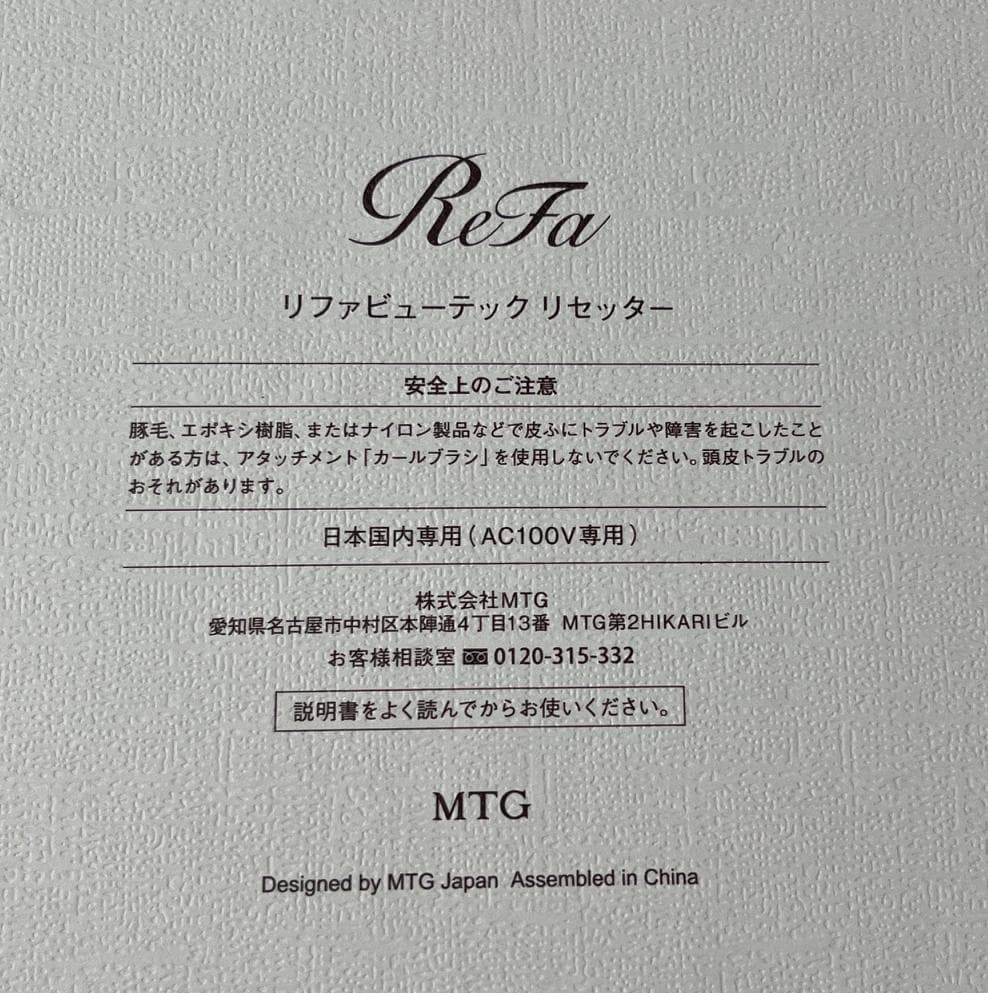 ReFa
リファビューテック リセッター
安全上のご注意
豚毛、エポキシ樹脂、またはナイロン製品などで皮ふにトラブルや障害を起こしたこと
がある方は、アタッチメント「カールブラシ」を使用しないでください。頭皮トラブルの
おそれがあります。
日本国内専用（AC100V専用）
株式会社MTG
愛知県名古屋市中村区本陣通4丁目13番 MTG第2HIKARIビル
お客様相談室 0120-315-332
説明書をよく読んでからお使いください。
MTG
Designed by MTG Japan Assembled in China